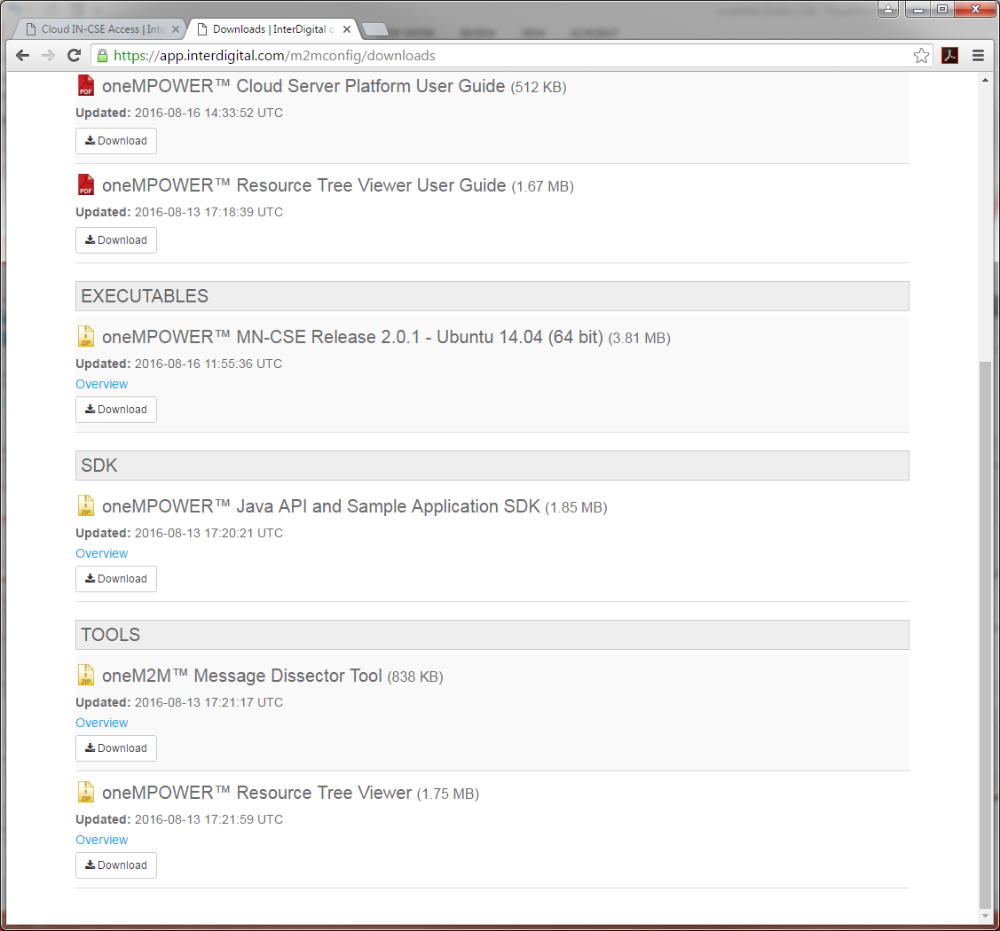 Cloud IN-CSE Access | Inte
Downloads | InterDigital o
https://app.interdigital.com/m2mconfig/downloads
PDF oneMPOWER™ Cloud Server Platform User Guide (512 KB)
Updated: 2016-08-16 14:33:52 UTC
Download
PDF oneMPOWER™ Resource Tree Viewer User Guide (1.67 MB)
Updated: 2016-08-13 17:18:39 UTC
Download
EXECUTABLES
ZIP oneMPOWER™ MN-CSE Release 2.0.1 - Ubuntu 14.04 (64 bit) (3.81 MB)
Updated: 2016-08-16 11:55:36 UTC
Overview
Download
SDK
ZIP oneMPOWER™ Java API and Sample Application SDK (1.85 MB)
Updated: 2016-08-13 17:20:21 UTC
Overview
Download
TOOLS
ZIP oneM2M™ Message Dissector Tool (838 KB)
Updated: 2016-08-13 17:21:17 UTC
Overview
Download
ZIP oneMPOWER™ Resource Tree Viewer (1.75 MB)
Updated: 2016-08-13 17:21:59 UTC
Overview
Download